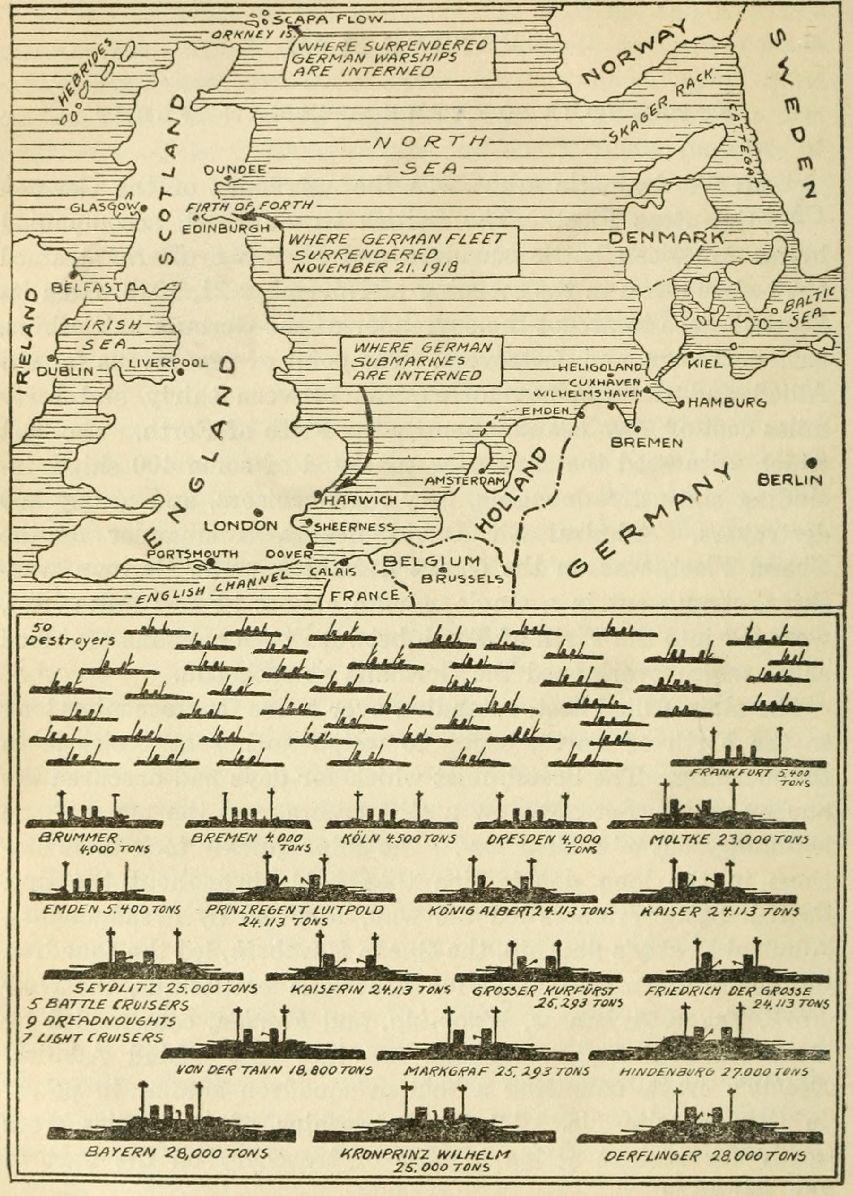 SCAPA FLOW
ORKNEY IS.
WHERE SURRENDERED
GERMAN WARSHIPS
ARE INTERNED
HEBRIDES
NORWAY
SWEDEN
SKAGER RACK
CATTEGAT
NORTH
SEA
SCOTLAND
DUNDEE
GLASGOW
FIRTH OF FORTH
EDINBURGH
WHERE GERMAN FLEET
SURRENDERED
NOVEMBER 21. 1918
DENMARK
BELFAST
IRELAND
IRISH
SEA
BALTIC
SEA
DUBLIN
LIVERPOOL
WHERE GERMAN
SUBMARINES
ARE INTERNED
HELIGOLAND
KIEL
CUXHAVEN
WILHELMSHAVEN
HAMBURG
EMDEN
BREMEN
ENGLAND
AMSTERDAM
HOLLAND
GERMANY
BERLIN
HARWICH
LONDON
SHEERNESS
PORTSMOUTH
DOVER
CALAIS
BELGIUM
BRUSSELS
ENGLISH CHANNEL
FRANCE
50
Destroyers
FRANKFURT 5.400
TONS
BRUMMER
4,000 TONS
BREMEN 4.000
TONS
KÖLN 4.500 TONS
DRESDEN 4.000
TONS
MOLTKE 23.000 TONS
EMDEN 5.400 TONS
PRINZREGENT LUITPOLD
24.113 TONS
KÖNIG ALBERT 24.113 TONS
KAISER 24.113 TONS
SEYDLITZ 25,000 TONS
KAISERIN 24.113 TONS
GROSSER KURFÜRST
25,293 TONS
FRIEDRICH DER GROSSE
24.113 TONS
5 BATTLE CRUISERS
9 DREADNOUGHTS
7 LIGHT CRUISERS
VON DER TANN 18,800 TONS
MARKGRAF 25,293 TONS
HINDENBURG 27.000 TONS
BAYERN 28,000 TONS
KRONPRINZ WILHELM
25.000 TONS
DERFLINGER 28.000 TONS